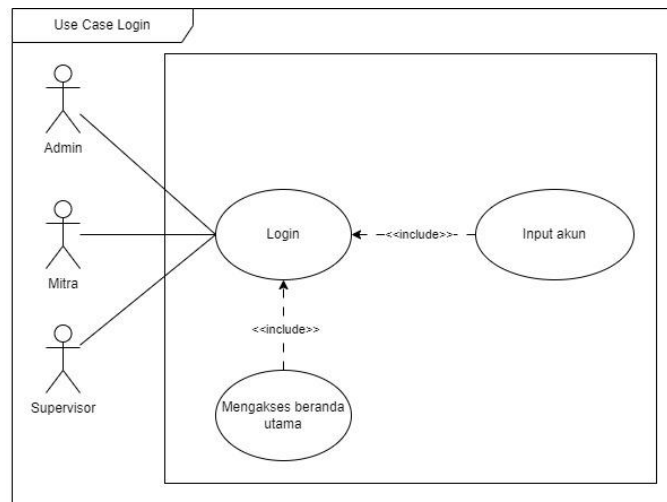 Use Case Login
Admin
Mitra
Supervisor
Login
<<include>>
Input akun
<<include>>
Mengakses beranda
utama